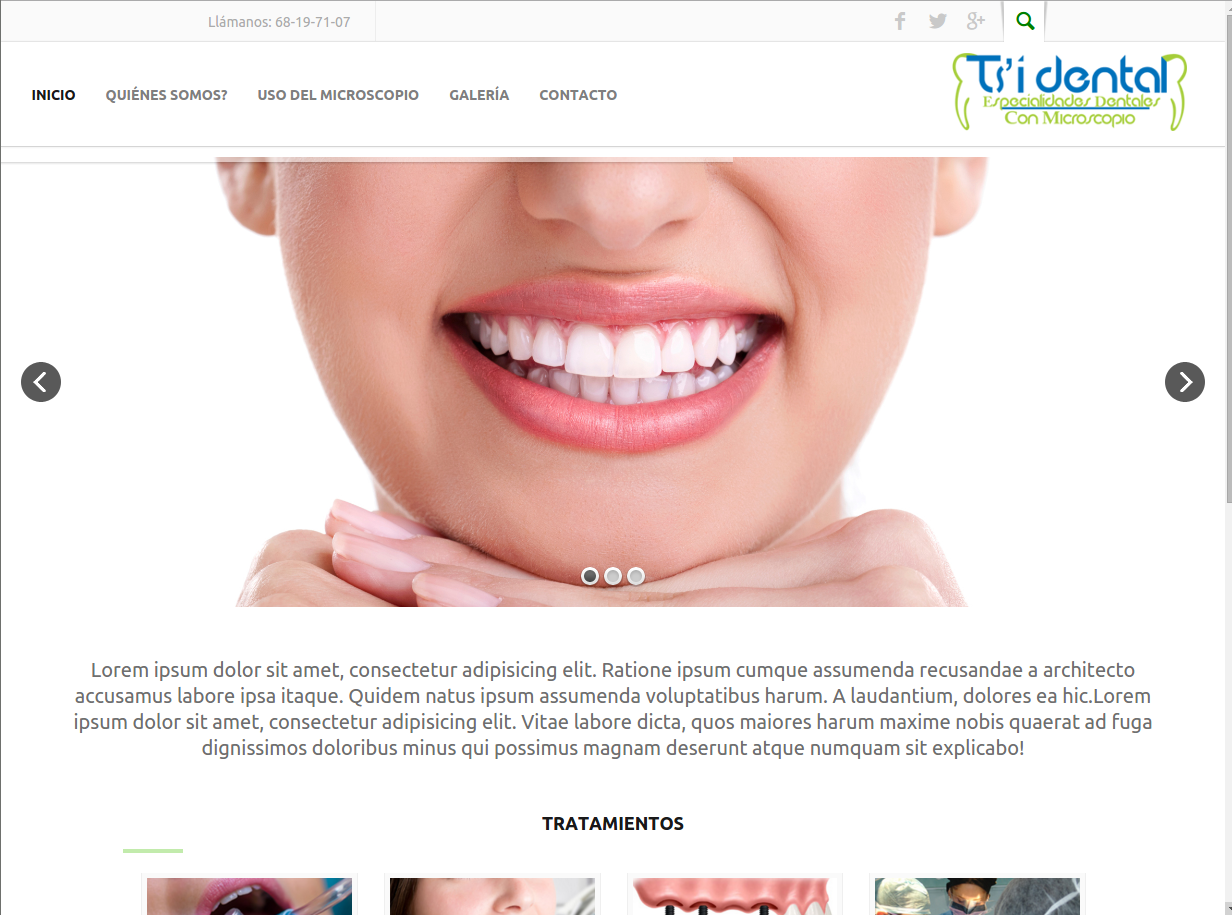 Llámanos: 68-19-71-07
INICIO QUIÉNES SOMOS? USO DEL MICROSCOPIO GALERÍA CONTACTO
Ts'i dental
Especialidades Dentales
Con Microscopio
Lorem ipsum dolor sit amet, consectetur adipisicing elit. Ratione ipsum cumque assumenda recusandae a architecto
accusamus labore ipsa itaque. Quidem natus ipsum assumenda voluptatibus harum. A laudantium, dolores ea hic.Lorem
ipsum dolor sit amet, consectetur adipisicing elit. Vitae labore dicta, quos maiores harum maxime nobis quaerat ad fuga
dignissimos doloribus minus qui possimus magnam deserunt atque numquam sit explicabo!
TRATAMIENTOS